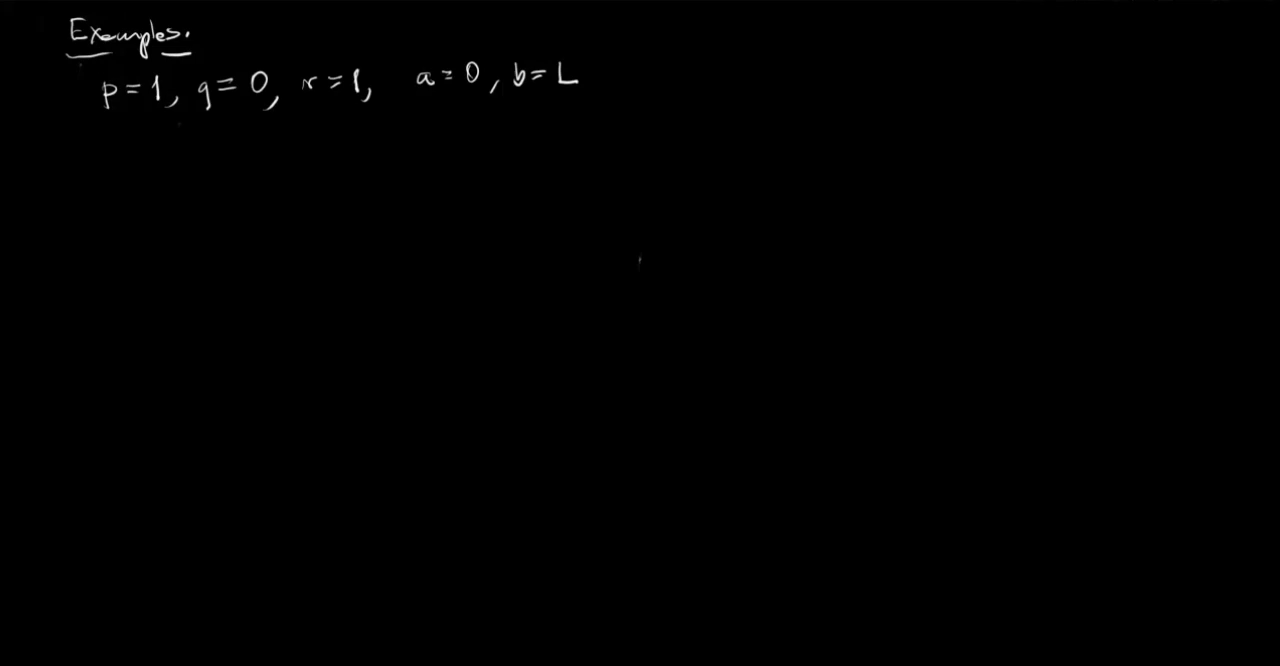 Examples.
p=1, q=0, r=1, a=0, b=L